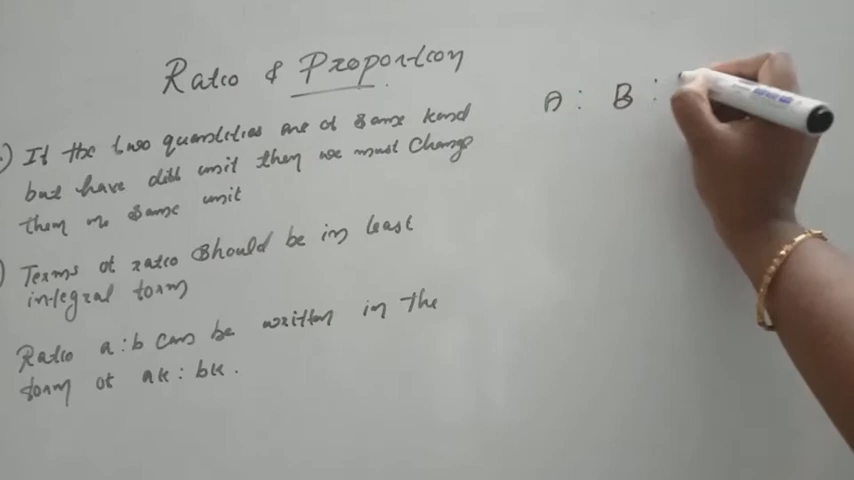 Ratio & Proportion
A : B :
) If the two quantities are of same kind
but have diff unit then we must change
them in same unit
) Terms of ratio should be in least
integral form
Ratio a:b can be written in the
form of ak : bk.